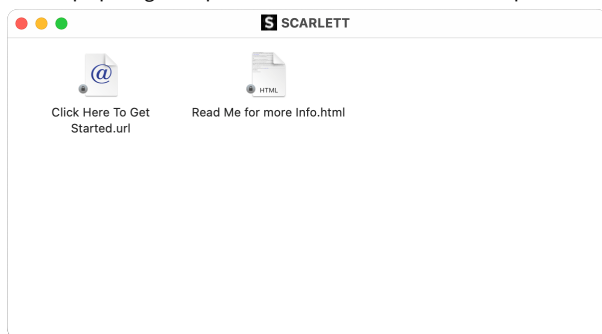 S SCARLETT
@
HTML
Click Here To Get
Started.url
Read Me for more Info.html